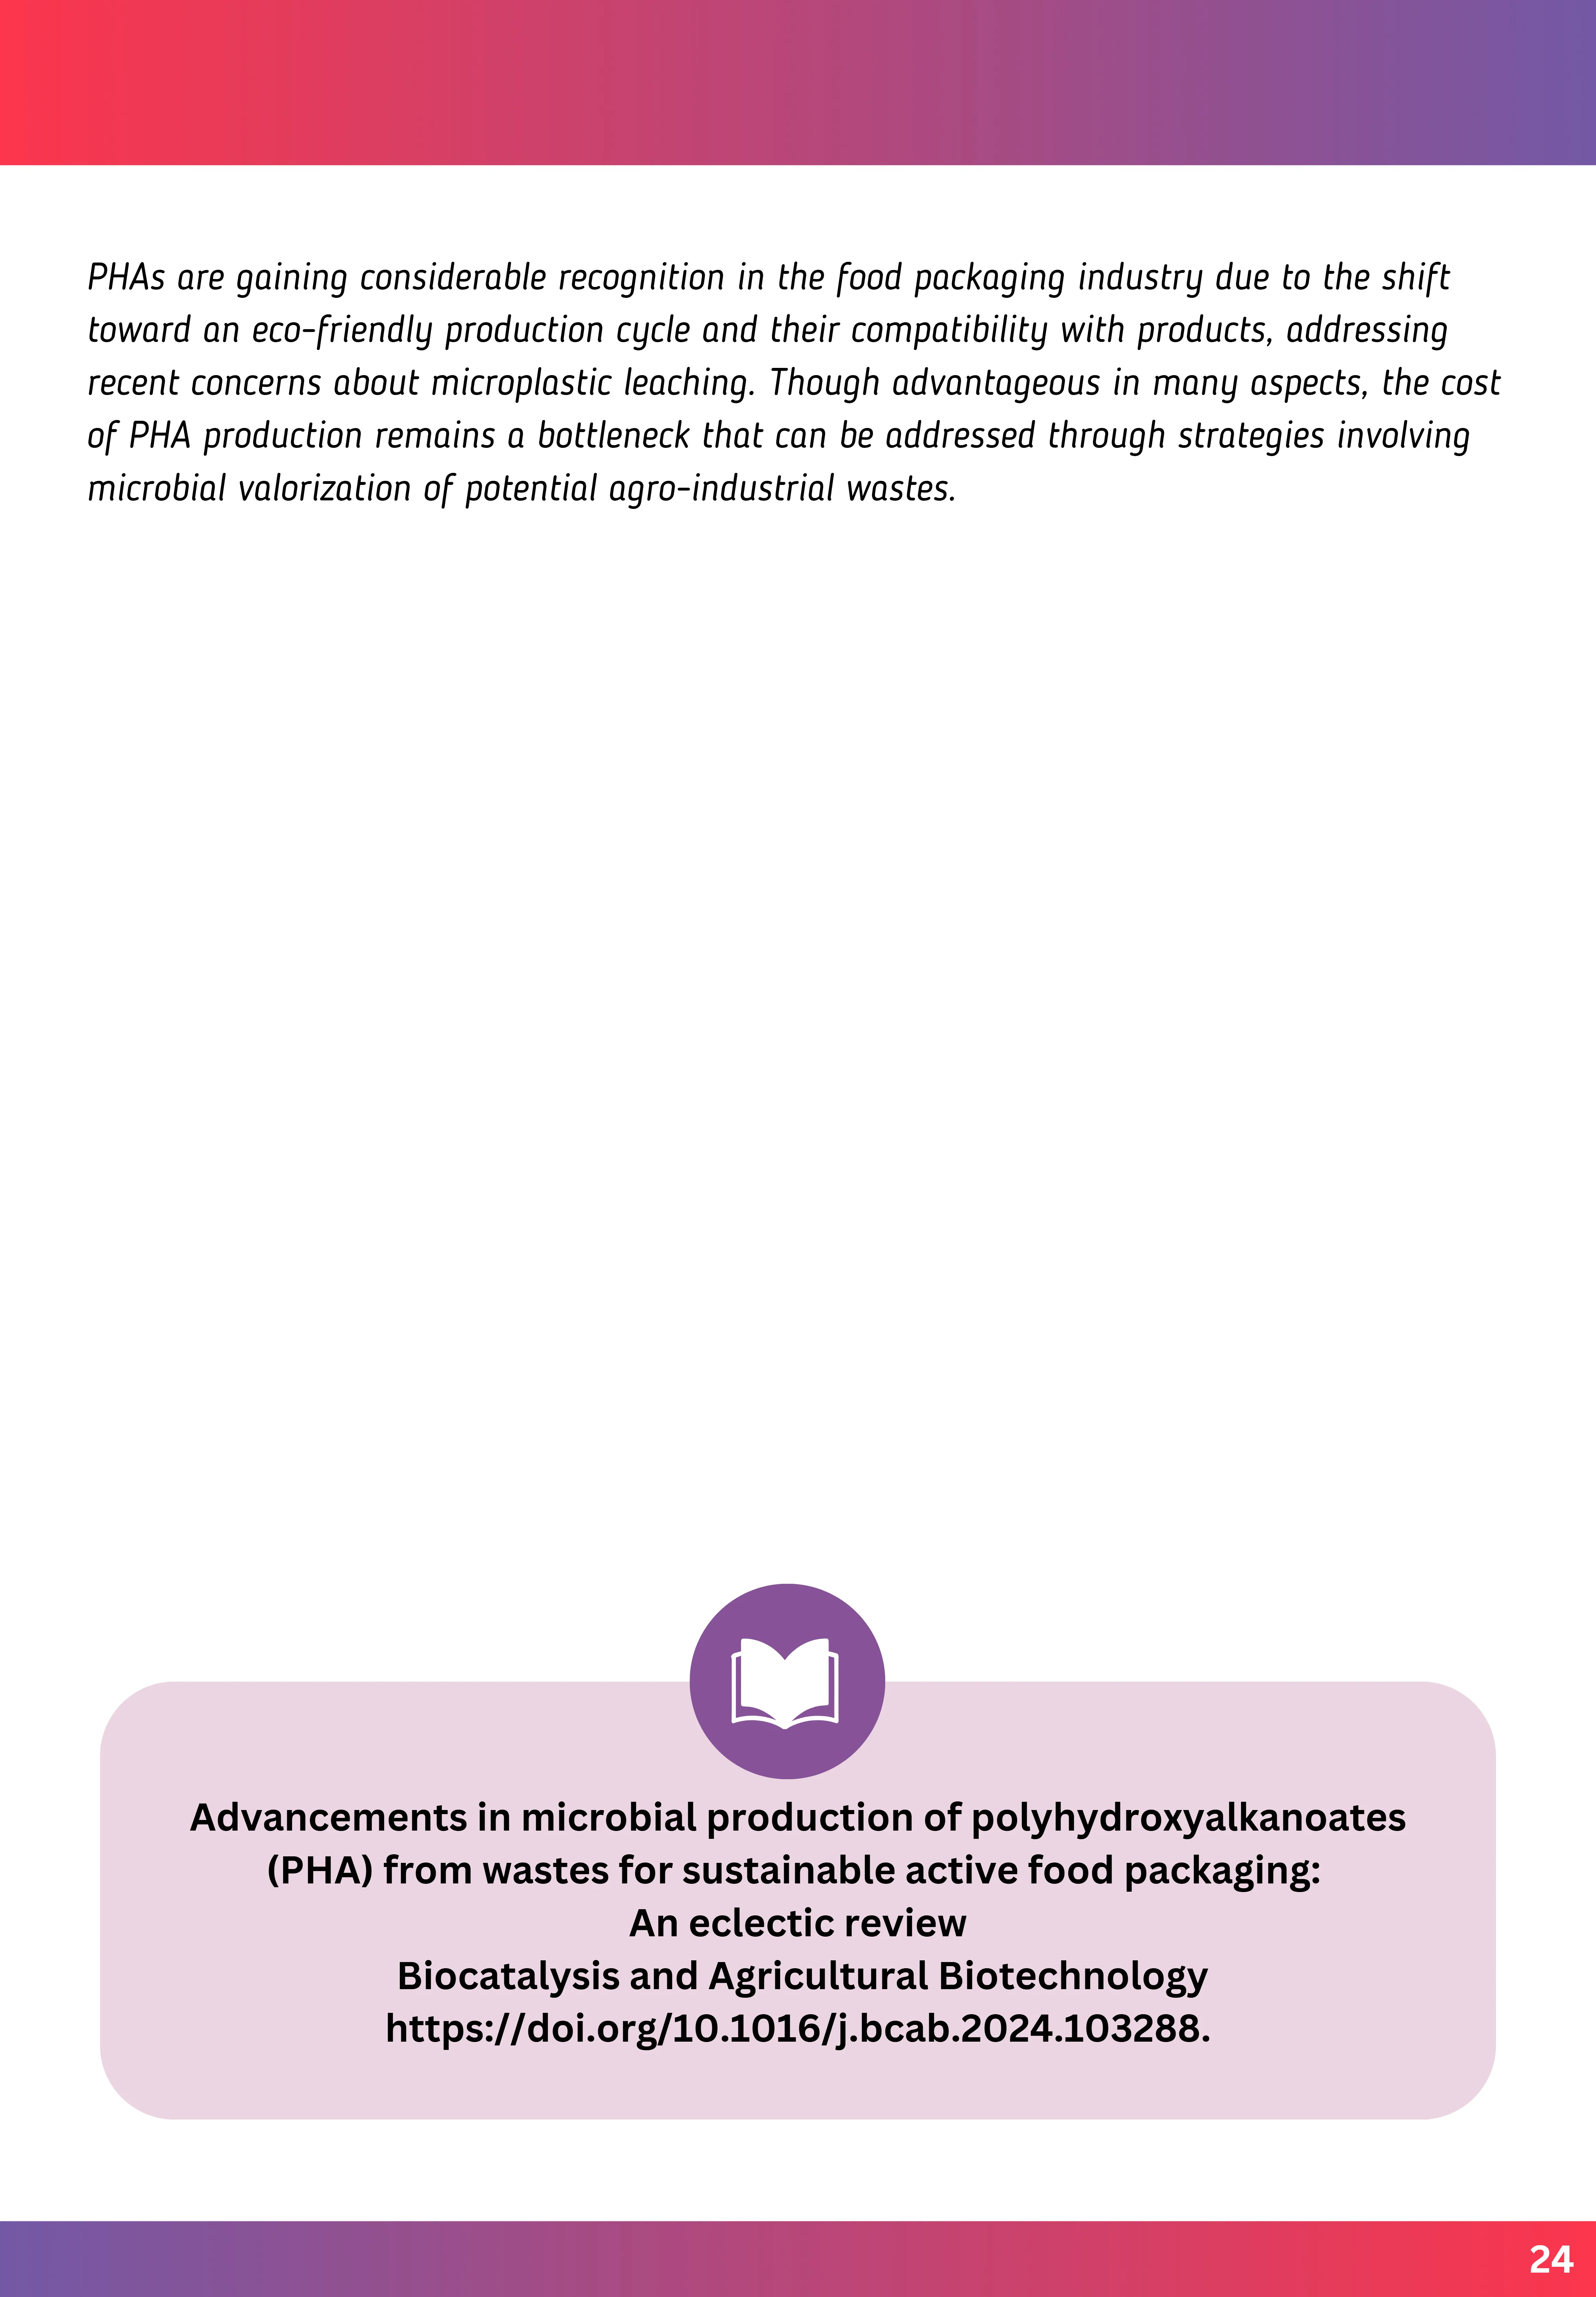 PHAs are gaining considerable recognition in the food packaging industry due to the shift
toward an eco-friendly production cycle and their compatibility with products, addressing
recent concerns about microplastic leaching. Though advantageous in many aspects, the cost
of PHA production remains a bottleneck that can be addressed through strategies involving
microbial valorization of potential agro-industrial wastes.
Advancements in microbial production of polyhydroxyalkanoates
(PHA) from wastes for sustainable active food packaging:
An eclectic review
Biocatalysis and Agricultural Biotechnology
https://doi.org/10.1016/j.bcab.2024.103288.
24